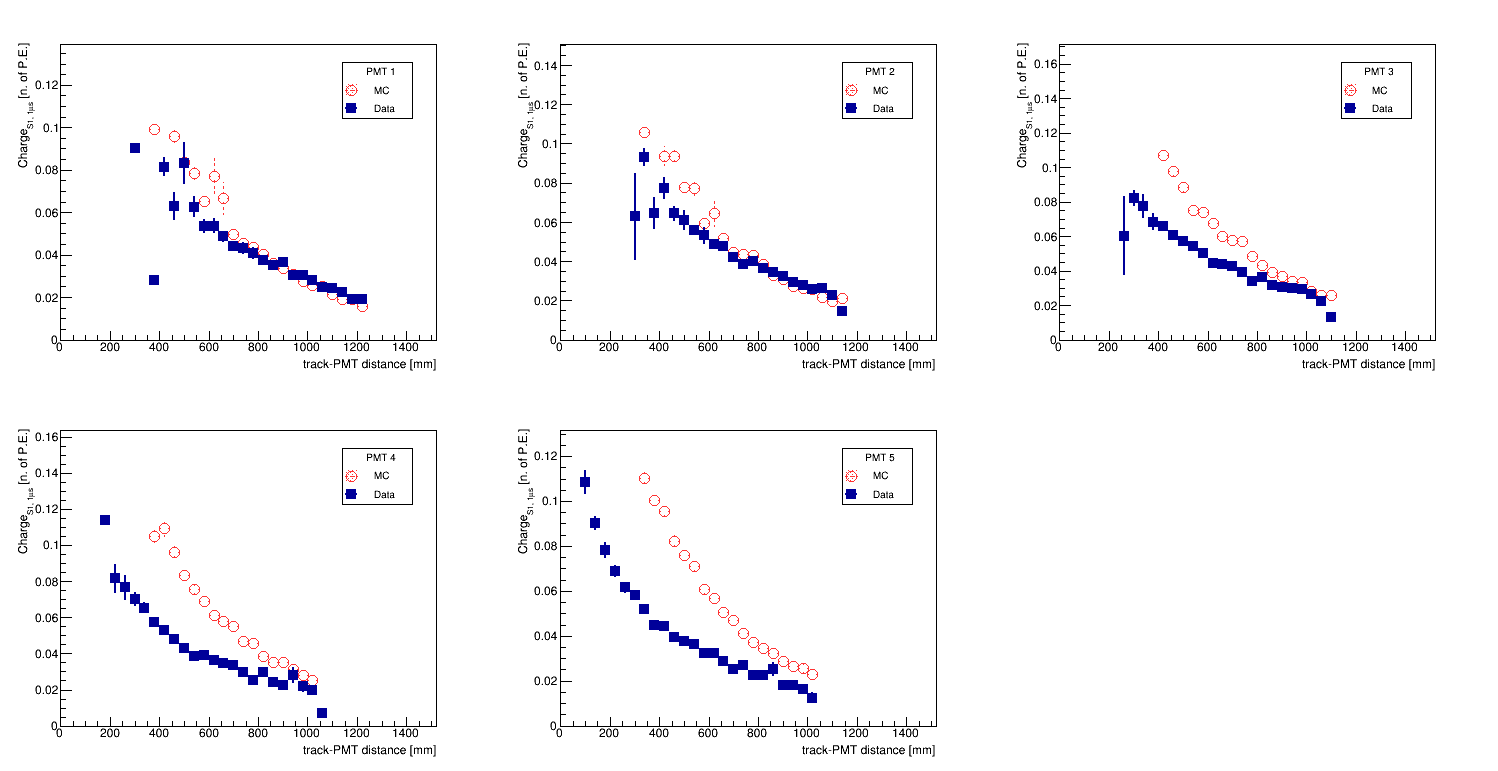 Charge_S1, 1μs [n. of P.E.]
PMT 1
MC
Data
0.12
0.1
0.08
0.06
0.04
0.02
0
0 200 400 600 800 1000 1200 1400
track-PMT distance [mm]
Charge_S1, 1μs [n. of P.E.]
PMT 2
MC
Data
0.14
0.12
0.1
0.08
0.06
0.04
0.02
0
0 200 400 600 800 1000 1200 1400
track-PMT distance [mm]
Charge_S1, 1μs [n. of P.E.]
PMT 3
MC
Data
0.16
0.14
0.12
0.1
0.08
0.06
0.04
0.02
0
0 200 400 600 800 1000 1200 1400
track-PMT distance [mm]
Charge_S1, 1μs [n. of P.E.]
PMT 4
MC
Data
0.16
0.14
0.12
0.1
0.08
0.06
0.04
0.02
0
0 200 400 600 800 1000 1200 1400
track-PMT distance [mm]
Charge_S1, 1μs [n. of P.E.]
PMT 5
MC
Data
0.12
0.1
0.08
0.06
0.04
0.02
0
0 200 400 600 800 1000 1200 1400
track-PMT distance [mm]